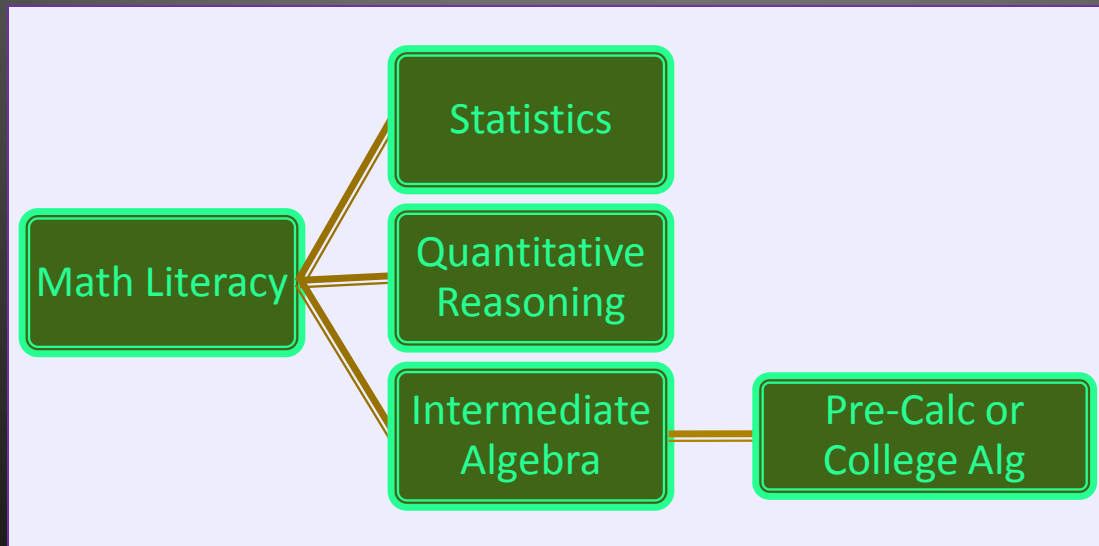 Statistics
Math Literacy
Quantitative
Reasoning
Intermediate
Algebra
Pre-Calc or
College Alg